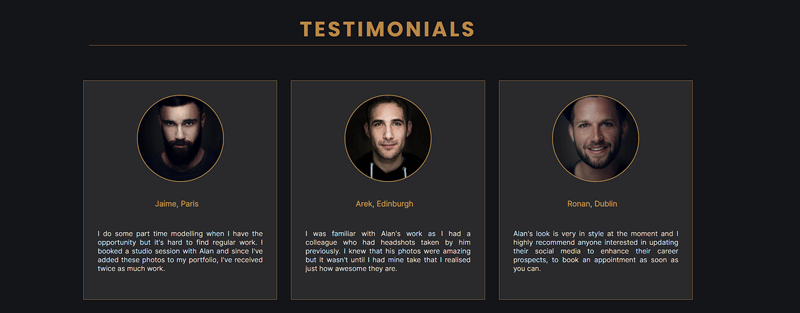 TESTIMONIALS
Jaime, Paris
I do some part time modelling when I have the
opportunity but it's hard to find regular work. I
booked a studio session with Alan and since I've
added these photos to my portfolio, I've received
twice as much work.
Arek, Edinburgh
I was familiar with Alan's work as I had a
colleague who had headshots taken by him
previously. I knew that his photos were amazing
but it wasn't until I had mine take that I realised
just how awesome they are.
Ronan, Dublin
Alan's look is very in style at the moment and I
highly recommend anyone interested in updating
their social media to enhance their career
prospects, to book an appointment as soon as
you can.